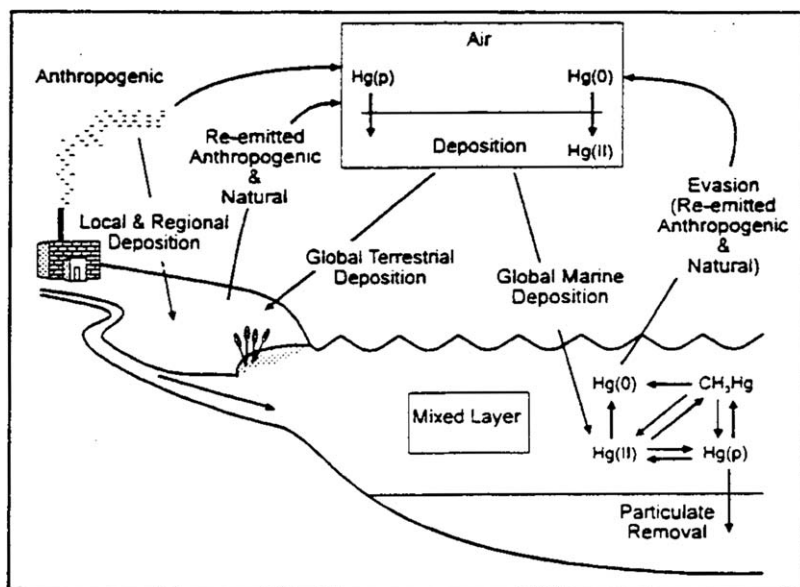 Air
Anthropogenic
Hg(p)
Hg(0)
Deposition
Hg(II)
Re-emitted
Anthropogenic
&
Natural
Local & Regional
Deposition
Global Terrestrial
Deposition
Global Marine
Deposition
Evasion
(Re-emitted
Anthropogenic
&
Natural)
Hg(0)
CH₃Hg
Mixed Layer
Hg(II)
Hg(p)
Particulate
Removal